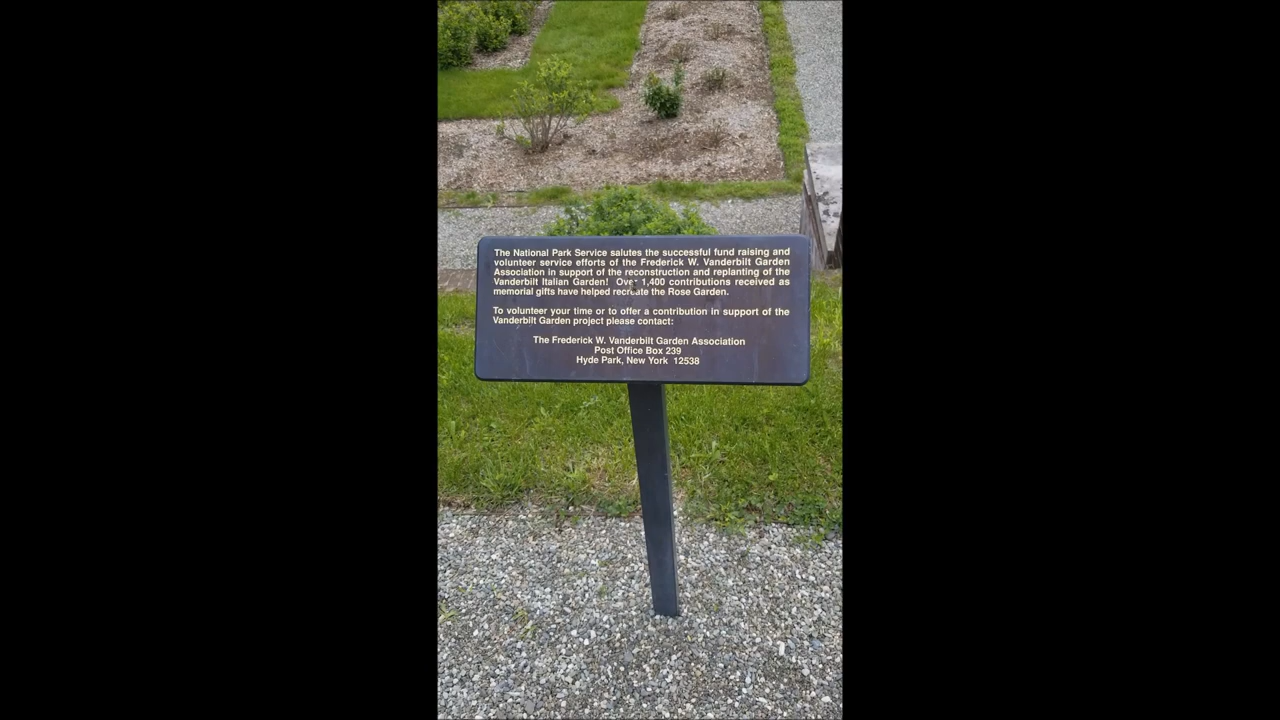 The National Park Service salutes the successful fund raising and
volunteer service efforts of the Frederick W. Vanderbilt Garden
Association in support of the reconstruction and replanting of the
Vanderbilt Italian Garden! Over 1,400 contributions received as
memorial gifts have helped recreate the Rose Garden.
To volunteer your time or to offer a contribution in support of the
Vanderbilt Garden project please contact:
The Frederick W. Vanderbilt Garden Association
Post Office Box 239
Hyde Park, New York 12538